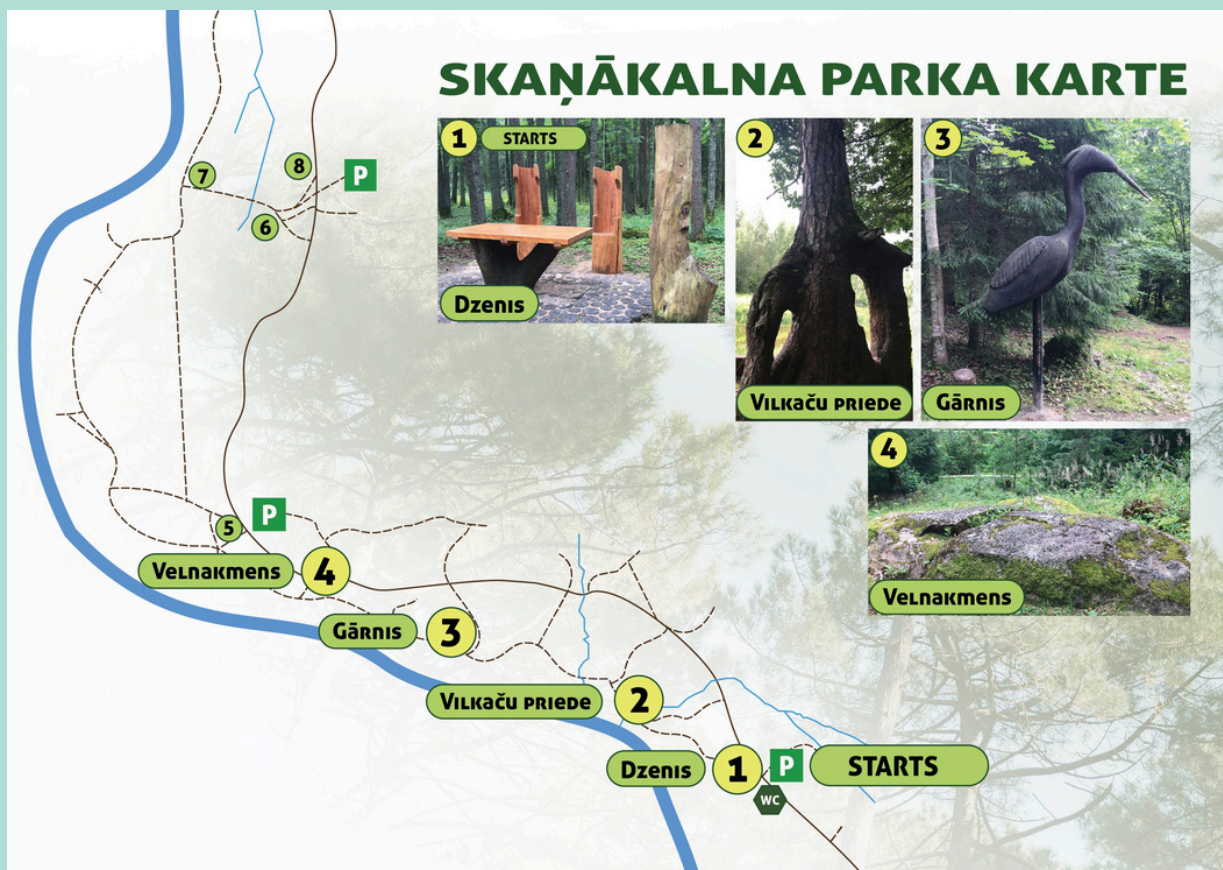 SKAŅĀKALNA PARKA KARTE
1 STARTS
Dzenis
2
Vilkaču priede
3
Gārnis
4
Velnakmens
7
8
P
6
5
P
Velnakmens 4
Gārnis 3
Vilkaču priede 2
Dzenis 1 P STARTS
WC